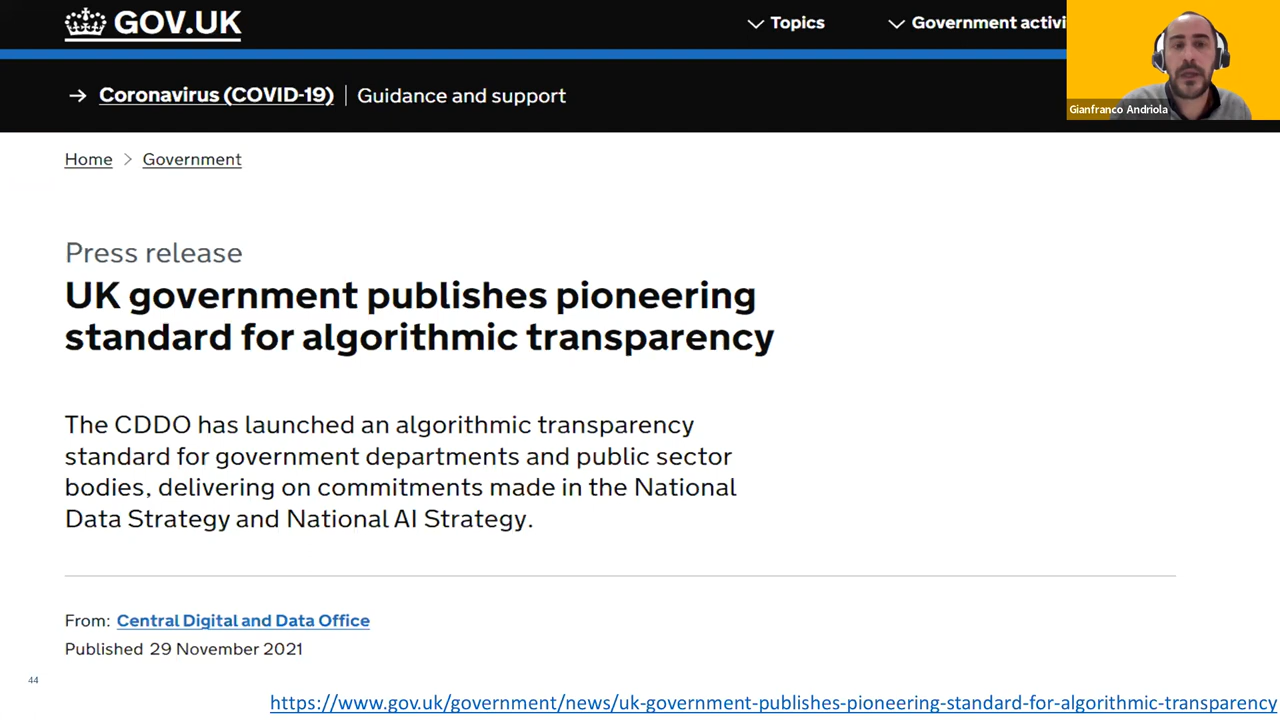 GOV.UK
Topics
Government activi
Gianfranco Andriola
Coronavirus (COVID-19) Guidance and support
Home > Government
Press release
UK government publishes pioneering
standard for algorithmic transparency
The CDDO has launched an algorithmic transparency
standard for government departments and public sector
bodies, delivering on commitments made in the National
Data Strategy and National AI Strategy.
From: Central Digital and Data Office
Published 29 November 2021
44
https://www.gov.uk/government/news/uk-government-publishes-pioneering-standard-for-algorithmic-transparency